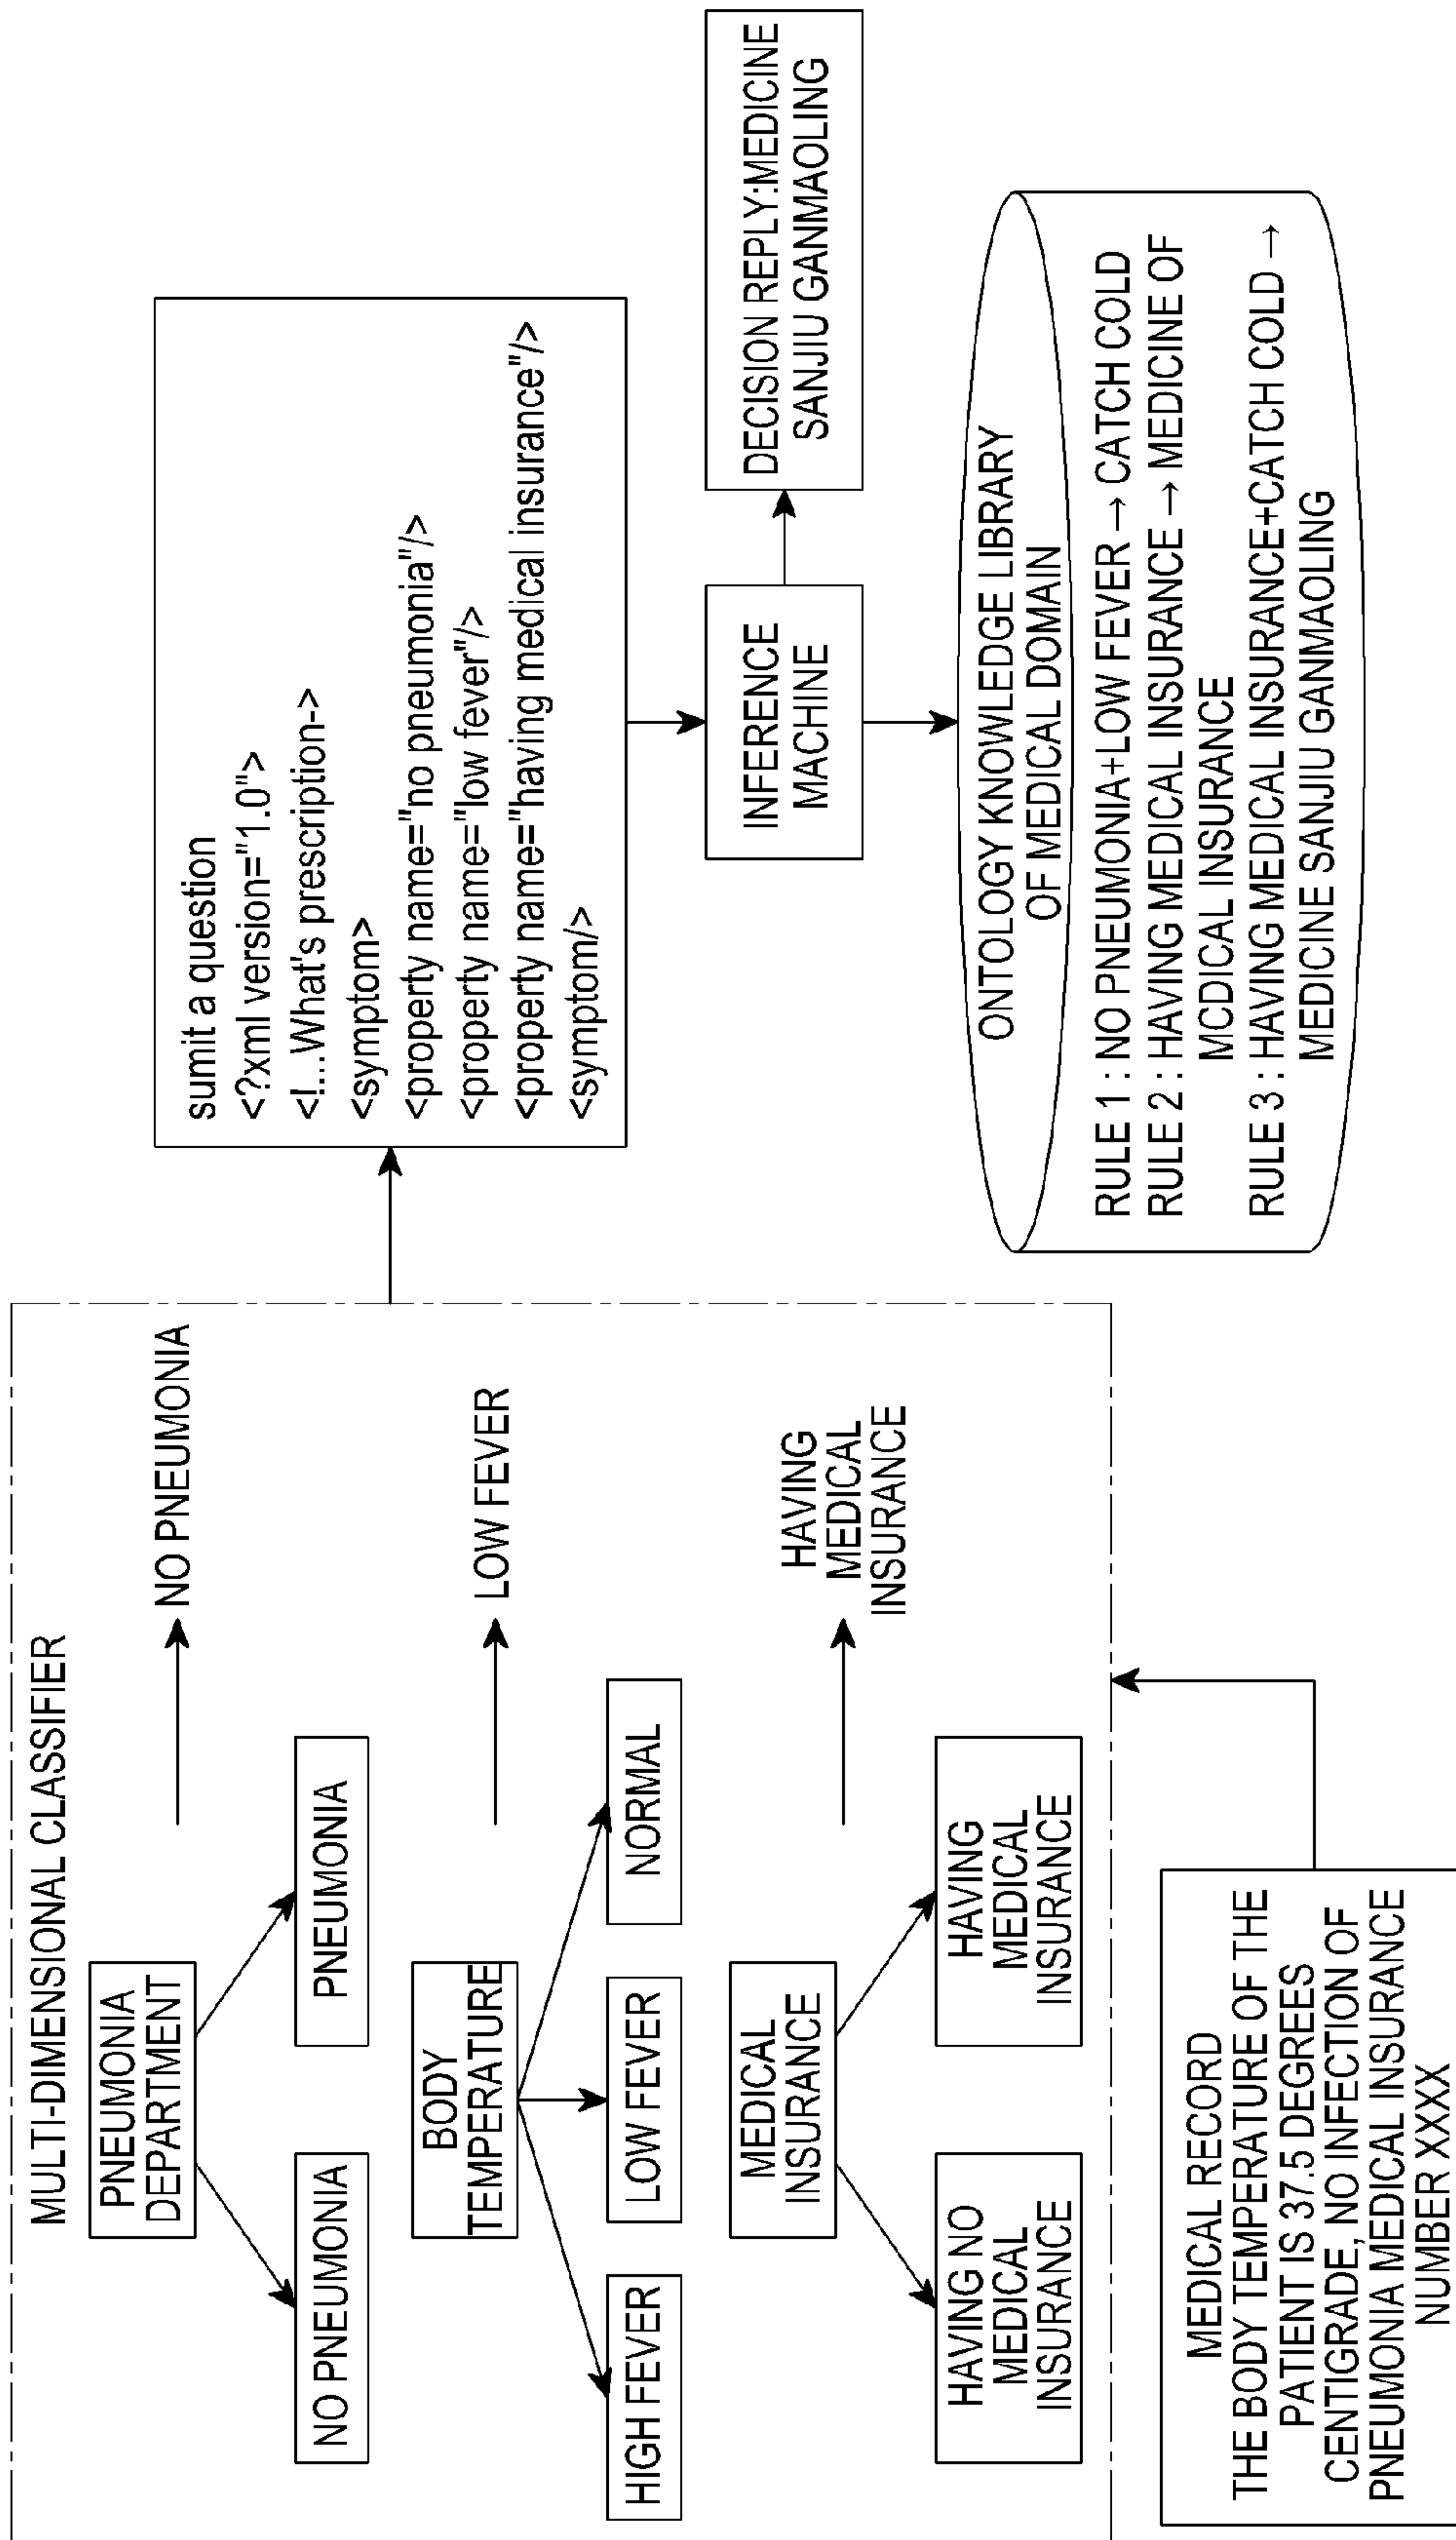 MULTI-DIMENSIONAL CLASSIFIER
PNEUMONIA
DEPARTMENT
NO PNEUMONIA
NO PNEUMONIA
PNEUMONIA
BODY
TEMPERATURE
LOW FEVER
HIGH FEVER
LOW FEVER
NORMAL
MEDICAL
INSURANCE
HAVING
MEDICAL
INSURANCE
HAVING NO
MEDICAL
INSURANCE
HAVING
MEDICAL
INSURANCE
MEDICAL RECORD
THE BODY TEMPERATURE OF THE
PATIENT IS 37.5 DEGREES
CENTIGRADE, NO INFECTION OF
PNEUMONIA MEDICAL INSURANCE
NUMBER XXXX
sumit a question
<?xml version="1.0">
<!...What's prescription->
<symptom>
<property name="no pneumonia"/>
<property name="low fever"/>
<property name="having medical insurance"/>
<symptom/>
INFERENCE
MACHINE
DECISION REPLY:MEDICINE
SANJIU GANMAOLING
ONTOLOGY KNOWLEDGE LIBRARY
OF MEDICAL DOMAIN
RULE 1 : NO PNEUMONIA+LOW FEVER → CATCH COLD
RULE 2 : HAVING MEDICAL INSURANCE → MEDICINE OF
MCDICAL INSURANCE
RULE 3 : HAVING MEDICAL INSURANCE+CATCH COLD →
MEDICINE SANJIU GANMAOLING